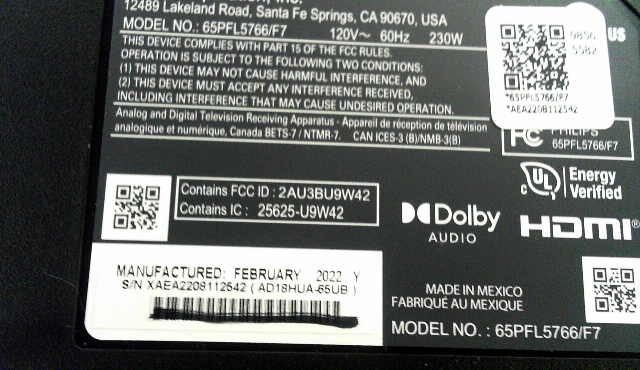 12489 Lakeland Road, Santa Fe Springs, CA 90670, USA
MODEL NO.: 65PFL5766/F7 120V~ 60Hz 230W
THIS DEVICE COMPLIES WITH PART 15 OF THE FCC RULES.
OPERATION IS SUBJECT TO THE FOLLOWING TWO CONDITIONS:
(1) THIS DEVICE MAY NOT CAUSE HARMFUL INTERFERENCE, AND
(2) THIS DEVICE MUST ACCEPT ANY INTERFERENCE RECEIVED,
INCLUDING INTERFERENCE THAT MAY CAUSE UNDESIRED OPERATION.
Analog and Digital Television Receiving Apparatus - Appareil de réception de télévision
analogique et numérique, Canada BETS-7 / NTMR-7. CAN ICES-3 (B)/NMB-3(B)
9856
5582
*65PFL5766/F7
*AEA2208112542
US
FC PHILIPS
65PFL5766/F7
C UL Energy
Verified
Contains FCC ID : 2AU3BU9W42
Contains IC : 25625-U9W42
Dolby
AUDIO
HDMI®
MANUFACTURED: FEBRUARY 2022 Y
S/N XAEA2208112542 ( AD18HUA-65UB )
MADE IN MEXICO
FABRIQUÉ AU MEXIQUE
MODEL NO. : 65PFL5766/F7